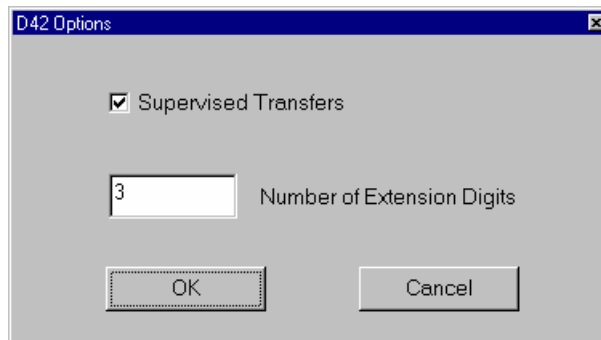 D42 Options
Supervised Transfers
3 Number of Extension Digits
OK Cancel